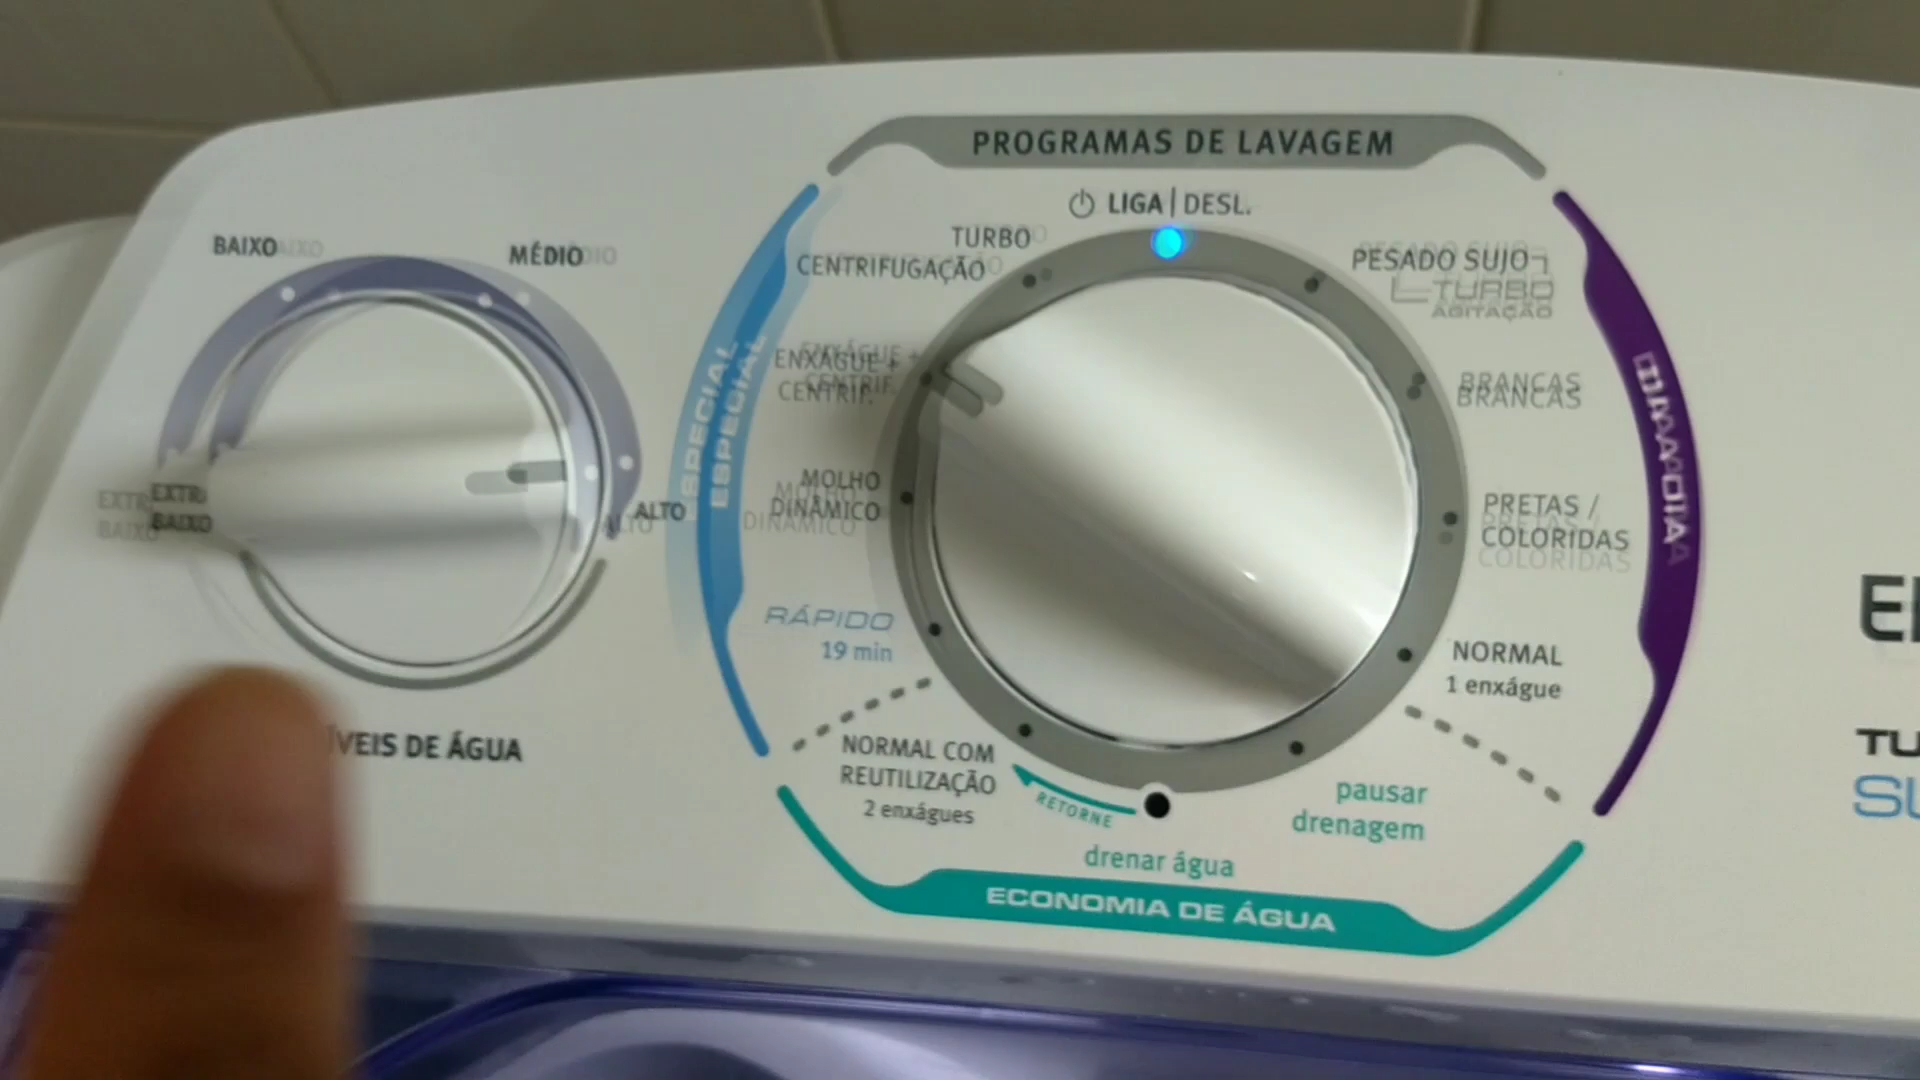 PROGRAMAS DE LAVAGEM
LIGA | DESL.
BAIXO
MÉDIO
EXTRA
BAIXO
ALTO
NÍVEIS DE ÁGUA
TURBO
CENTRIFUGAÇÃO
ENXÁGUE +
CENTRIF.
MOLHO
DINÂMICO
RÁPIDO
19 min
ESPECIAL
PESADO SUJO
TURBO
AGITAÇÃO
BRANCAS
PRETAS /
COLORIDAS
NORMAL
1 enxágue
NORMAL COM
REUTILIZAÇÃO
2 enxágues
RETORNE
drenar água
pausar
drenagem
ECONOMIA DE ÁGUA